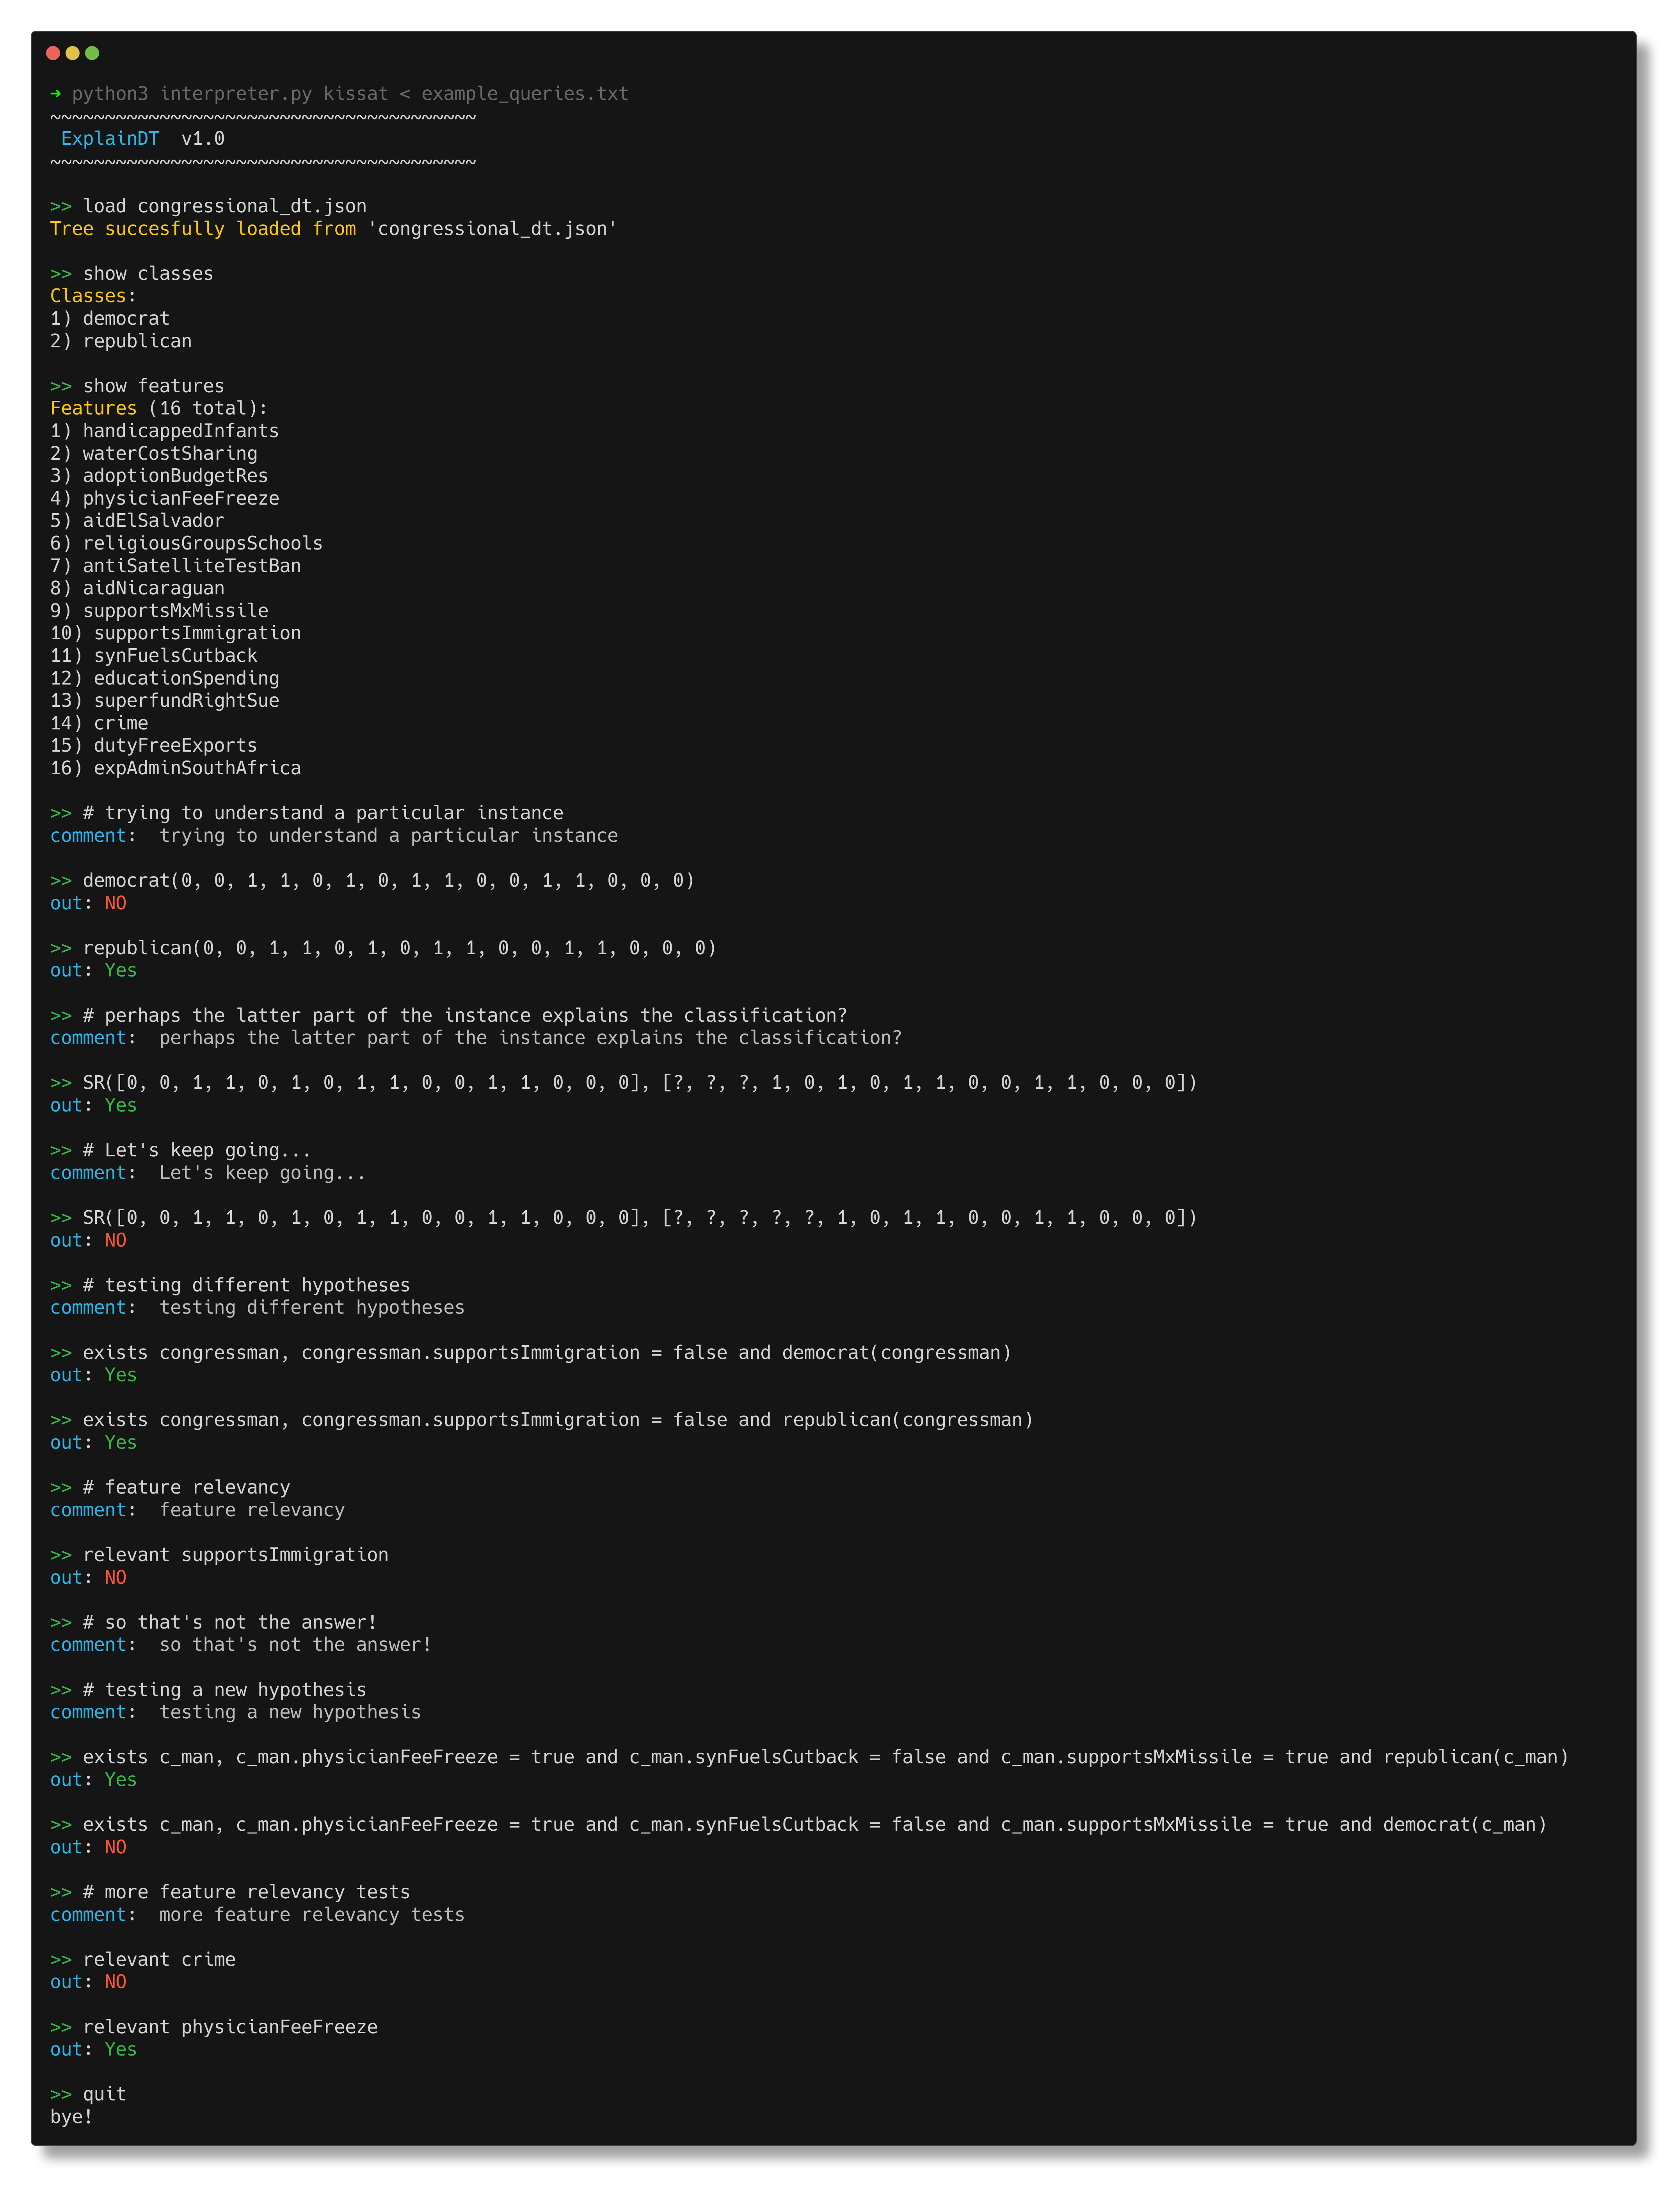 ➜ python3 interpreter.py kissat < example_queries.txt
~~~~~~~~~~~~~~~~~~~~~~~~~~~~~~~~~~~~~~~
ExplainDT  v1.0
~~~~~~~~~~~~~~~~~~~~~~~~~~~~~~~~~~~~~~~
>> load congressional_dt.json
Tree succesfully loaded from 'congressional_dt.json'
>> show classes
Classes:
1) democrat
2) republican
>> show features
Features (16 total):
1) handicappedInfants
2) waterCostSharing
3) adoptionBudgetRes
4) physicianFeeFreeze
5) aidElSalvador
6) religiousGroupsSchools
7) antiSatelliteTestBan
8) aidNicaraguan
9) supportsMxMissile
10) supportsImmigration
11) synFuelsCutback
12) educationSpending
13) superfundRightSue
14) crime
15) dutyFreeExports
16) expAdminSouthAfrica
>> # trying to understand a particular instance
comment:  trying to understand a particular instance
>> democrat(0, 0, 1, 1, 0, 1, 0, 1, 1, 0, 0, 1, 1, 0, 0, 0)
out: NO
>> republican(0, 0, 1, 1, 0, 1, 0, 1, 1, 0, 0, 1, 1, 0, 0, 0)
out: Yes
>> # perhaps the latter part of the instance explains the classification?
comment:  perhaps the latter part of the instance explains the classification?
>> SR([0, 0, 1, 1, 0, 1, 0, 1, 1, 0, 0, 1, 1, 0, 0, 0], [?, ?, ?, 1, 0, 1, 0, 1, 1, 0, 0, 1, 1, 0, 0, 0])
out: Yes
>> # Let's keep going...
comment:  Let's keep going...
>> SR([0, 0, 1, 1, 0, 1, 0, 1, 1, 0, 0, 1, 1, 0, 0, 0], [?, ?, ?, ?, ?, 1, 0, 1, 1, 0, 0, 1, 1, 0, 0, 0])
out: NO
>> # testing different hypotheses
comment:  testing different hypotheses
>> exists congressman, congressman.supportsImmigration = false and democrat(congressman)
out: Yes
>> exists congressman, congressman.supportsImmigration = false and republican(congressman)
out: Yes
>> # feature relevancy
comment:  feature relevancy
>> relevant supportsImmigration
out: NO
>> # so that's not the answer!
comment:  so that's not the answer!
>> # testing a new hypothesis
comment:  testing a new hypothesis
>> exists c_man, c_man.physicianFeeFreeze = true and c_man.synFuelsCutback = false and c_man.supportsMxMissile = true and republican(c_man)
out: Yes
>> exists c_man, c_man.physicianFeeFreeze = true and c_man.synFuelsCutback = false and c_man.supportsMxMissile = true and democrat(c_man)
out: NO
>> # more feature relevancy tests
comment:  more feature relevancy tests
>> relevant crime
out: NO
>> relevant physicianFeeFreeze
out: Yes
>> quit
bye!